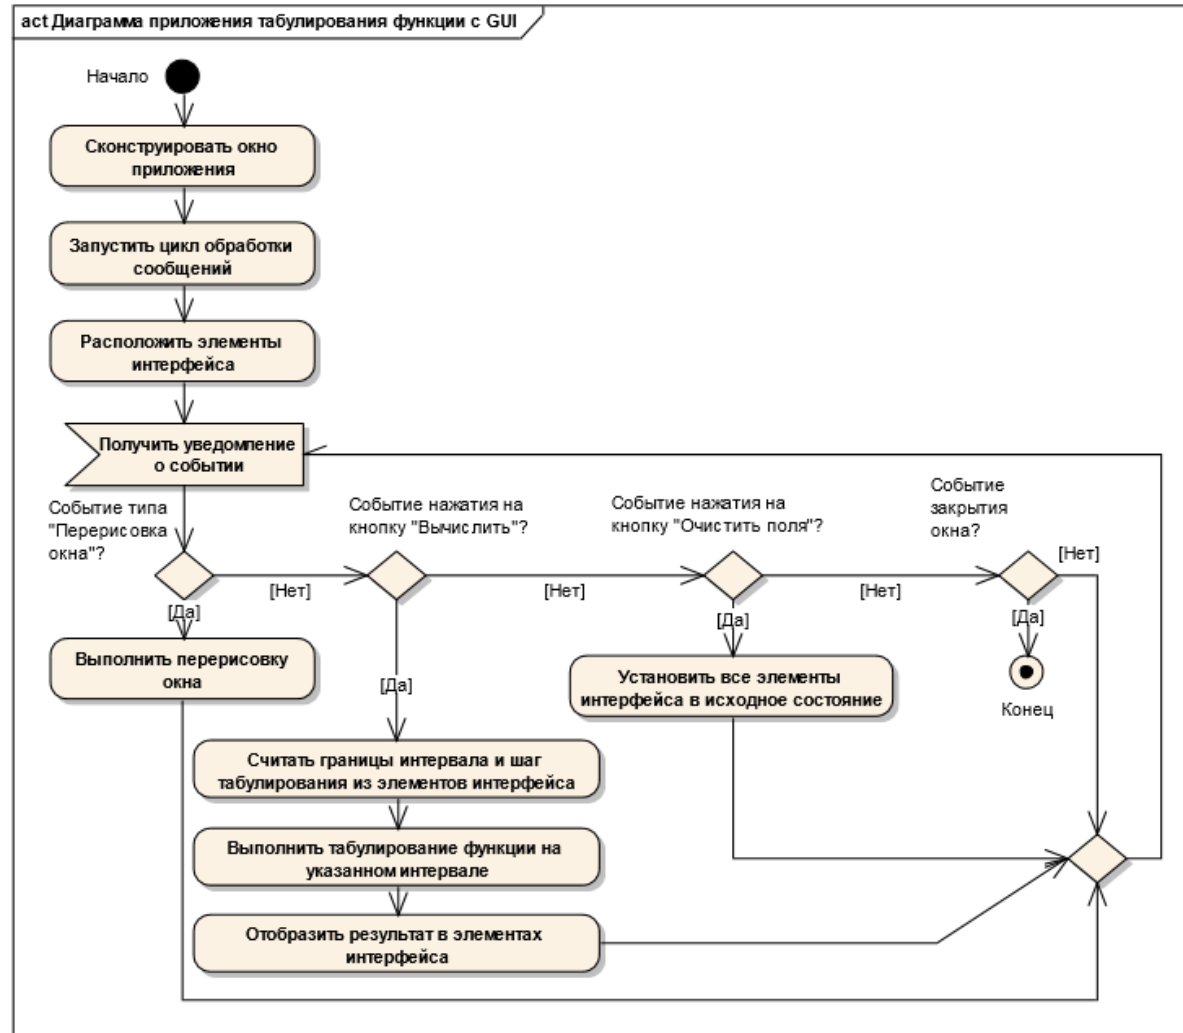 act Диаграмма приложения табулирования функции с GUI
Начало
Сконструировать окно
приложения
Запустить цикл обработки
сообщений
Расположить элементы
интерфейса
Получить уведомление
о событии
Событие типа
"Перерисовка
окна"?
Событие нажатия на
кнопку "Вычислить"?
Событие нажатия на
кнопку "Очистить поля"?
Событие
закрытия
окна?
[Нет]
[Нет]
[Нет]
[Нет]
[Да]
[Да]
[Да]
[Да]
Выполнить перерисовку
окна
Установить все элементы
интерфейса в исходное состояние
Конец
Считать границы интервала и шаг
табулирования из элементов интерфейса
Выполнить табулирование функции на
указанном интервале
Отобразить результат в элементах
интерфейса